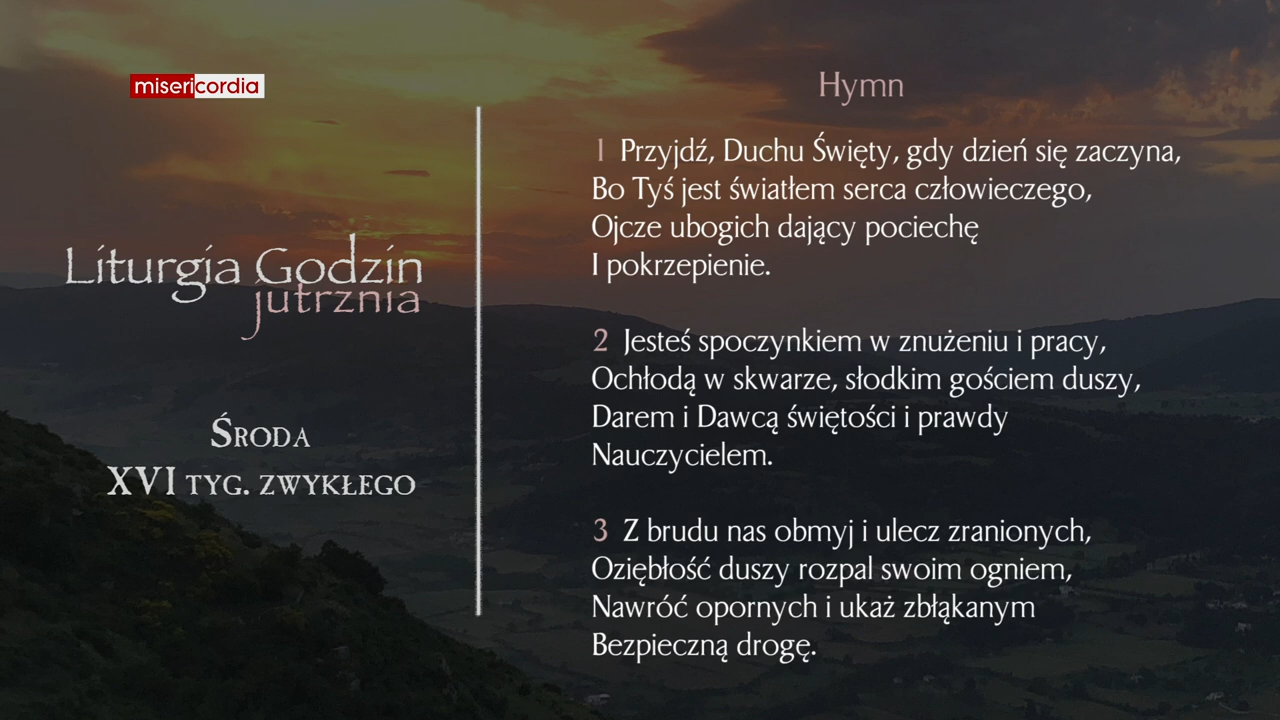 misericordia
Liturgia Godzin
jutrznia
Środa
XVI tyg. zwykłego
Hymn
1 Przyjdź, Duchu Święty, gdy dzień się zaczyna,
Bo Tyś jest światłem serca człowieczego,
Ojcze ubogich dający pociechę
I pokrzepienie.
2 Jesteś spoczynkiem w znużeniu i pracy,
Ochłodą w skwarze, słodkim gościem duszy,
Darem i Dawcą świętości i prawdy
Nauczycielem.
3 Z brudu nas obmyj i ulecz zranionych,
Oziębłość duszy rozpal swoim ogniem,
Nawróć opornych i ukaż zbłąkanym
Bezpieczną drogę.